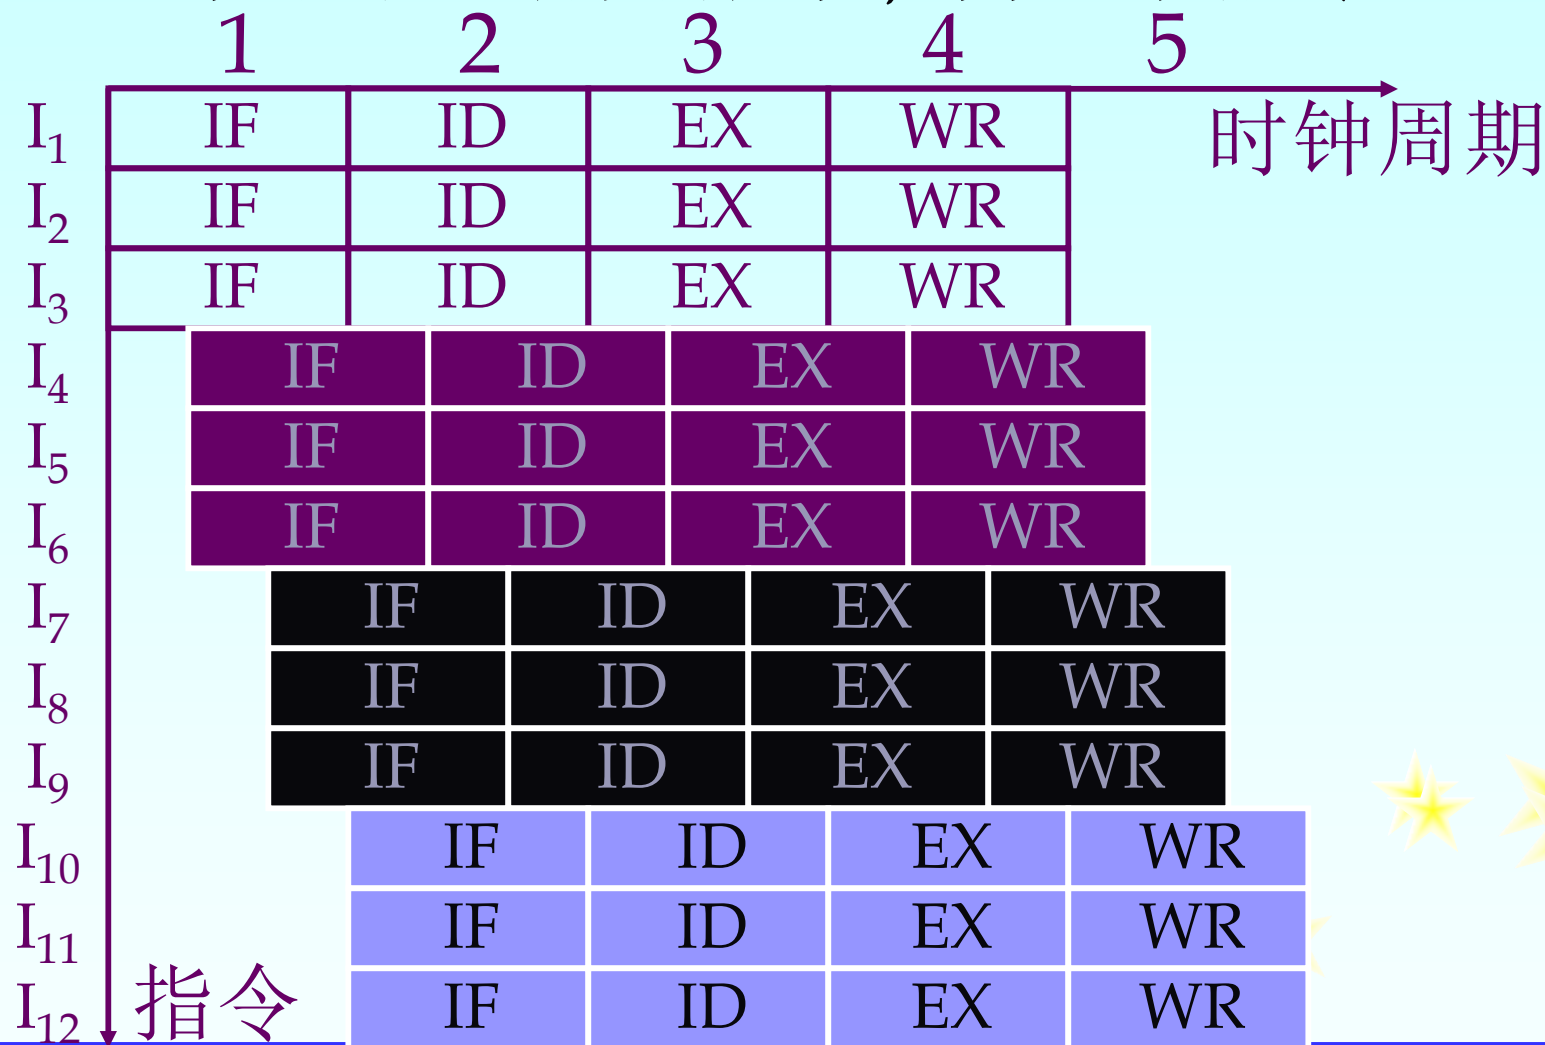 1 2 3 4 5
I1 IF ID EX WR
时钟周期
I2 IF ID EX WR
I3 IF ID EX WR
I4 IF ID EX WR
I5 IF ID EX WR
I6 IF ID EX WR
I7 IF ID EX WR
I8 IF ID EX WR
I9 IF ID EX WR
I10 IF ID EX WR
I11 IF ID EX WR
I12 指令 IF ID EX WR